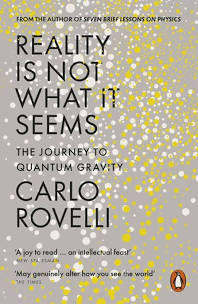 FROM THE AUTHOR OF SEVEN BRIEF LESSONS ON PHYSICS
REALITY
IS NOT
WHAT IT
SEEMS
THE JOURNEY TO
QUANTUM GRAVITY
CARLO
ROVELLI
'A joy to read ... an intellectual feast'
NEW STATESMAN
'May genuinely alter how you see the world'
THE TIMES